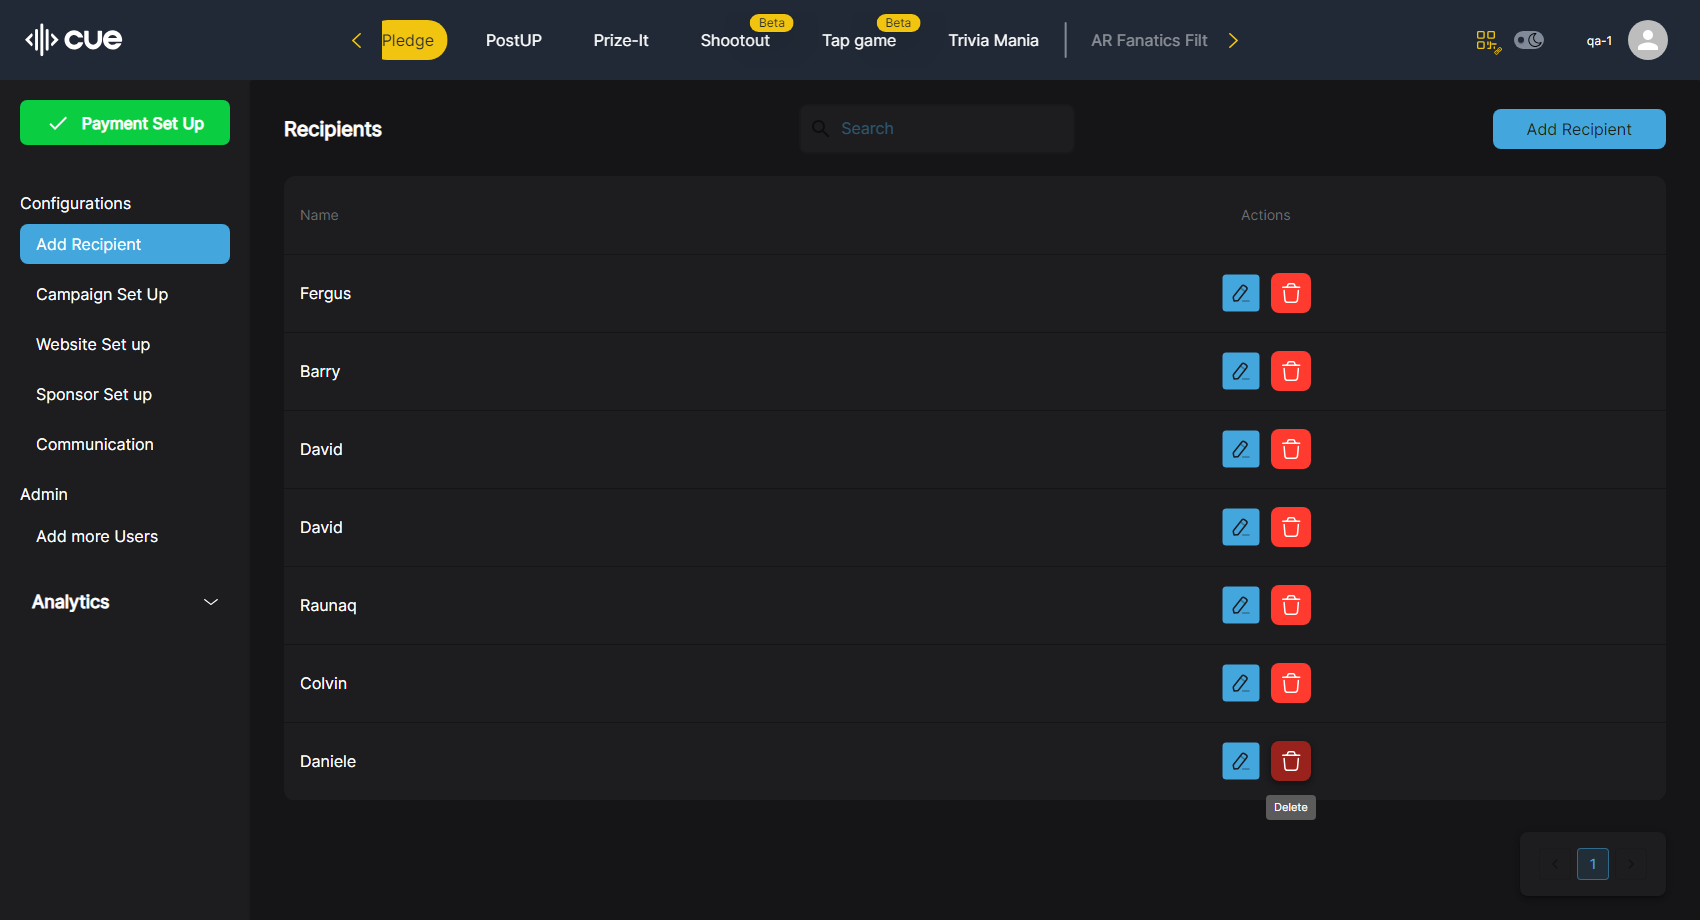 cue
Pledge
PostUP
Prize-It
Shootout
Beta
Tap game
Beta
Trivia Mania
AR Fanatics Filt
qa-1
Payment Set Up
Configurations
Add Recipient
Campaign Set Up
Website Set up
Sponsor Set up
Communication
Admin
Add more Users
Analytics
Recipients
Search
Add Recipient
Name Actions
Fergus
Barry
David
David
Raunaq
Colvin
Daniele
Delete
1